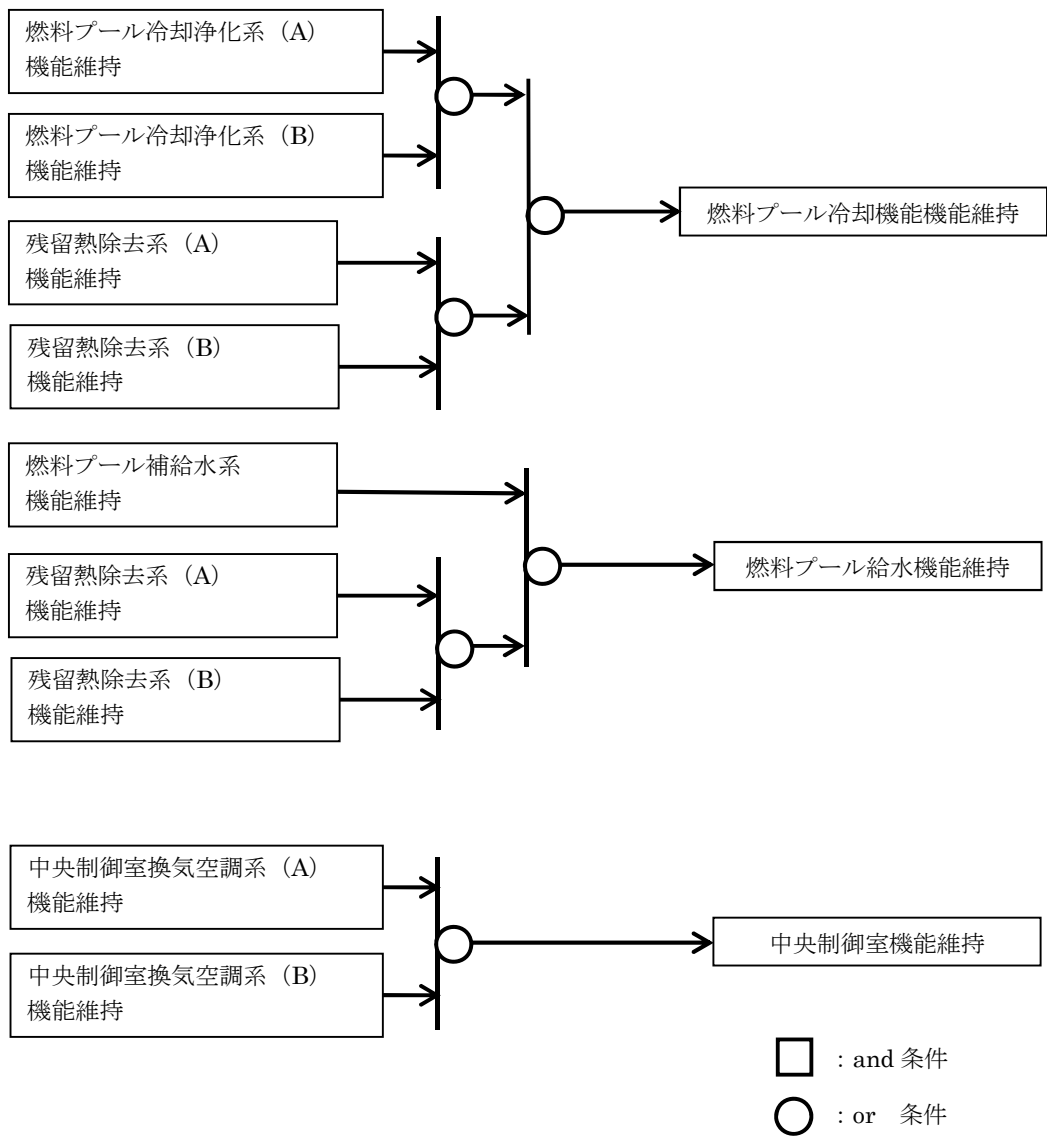 燃料プール冷却浄化系（A）
機能維持
燃料プール冷却浄化系（B）
機能維持
残留熱除去系（A）
機能維持
残留熱除去系（B）
機能維持
燃料プール冷却機能機能維持
燃料プール補給水系
機能維持
残留熱除去系（A）
機能維持
残留熱除去系（B）
機能維持
燃料プール給水機能維持
中央制御室換気空調系（A）
機能維持
中央制御室換気空調系（B）
機能維持
中央制御室機能維持
：and 条件
：or　条件